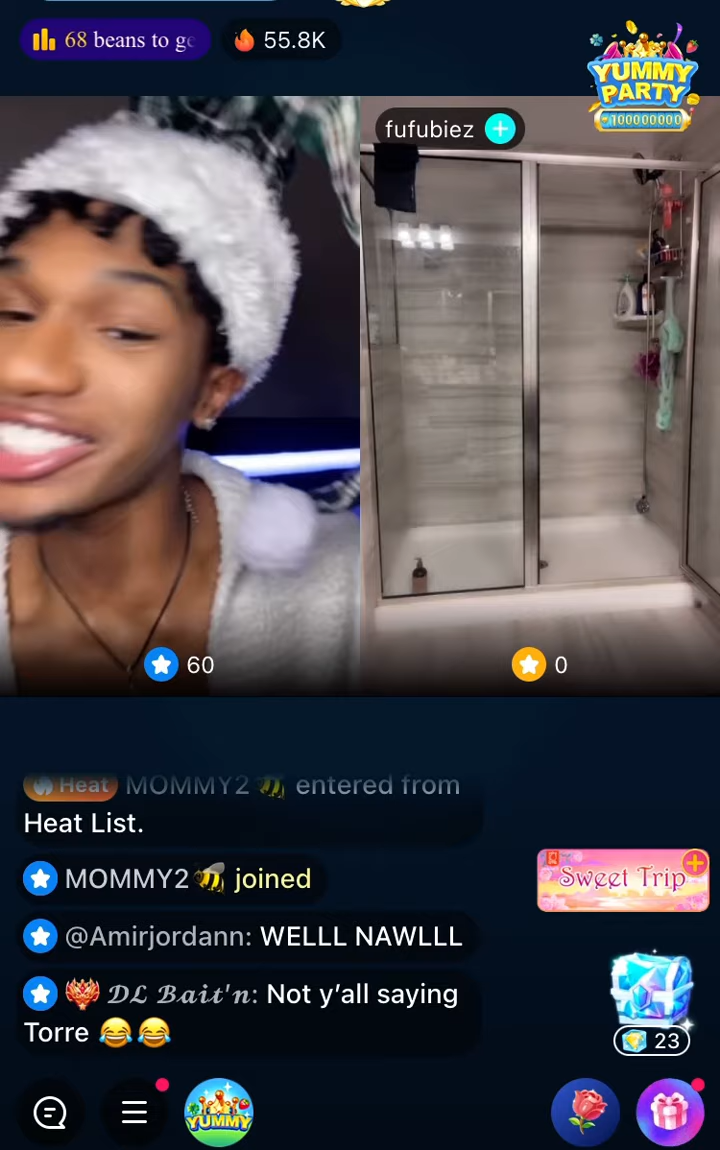 68 beans to ge
55.8K
YUMMY
PARTY
100000000
fufubiez
60
0
Heat MOMMY2🐝 entered from
Heat List.
MOMMY2🐝 joined
Sweet Trip
@Amirjordann: WELLL NAWLLL
𝓓𝓛 𝓑𝓪𝓲𝓽'𝓷: Not y’all saying
Torre 😂😂
23
YUMMY